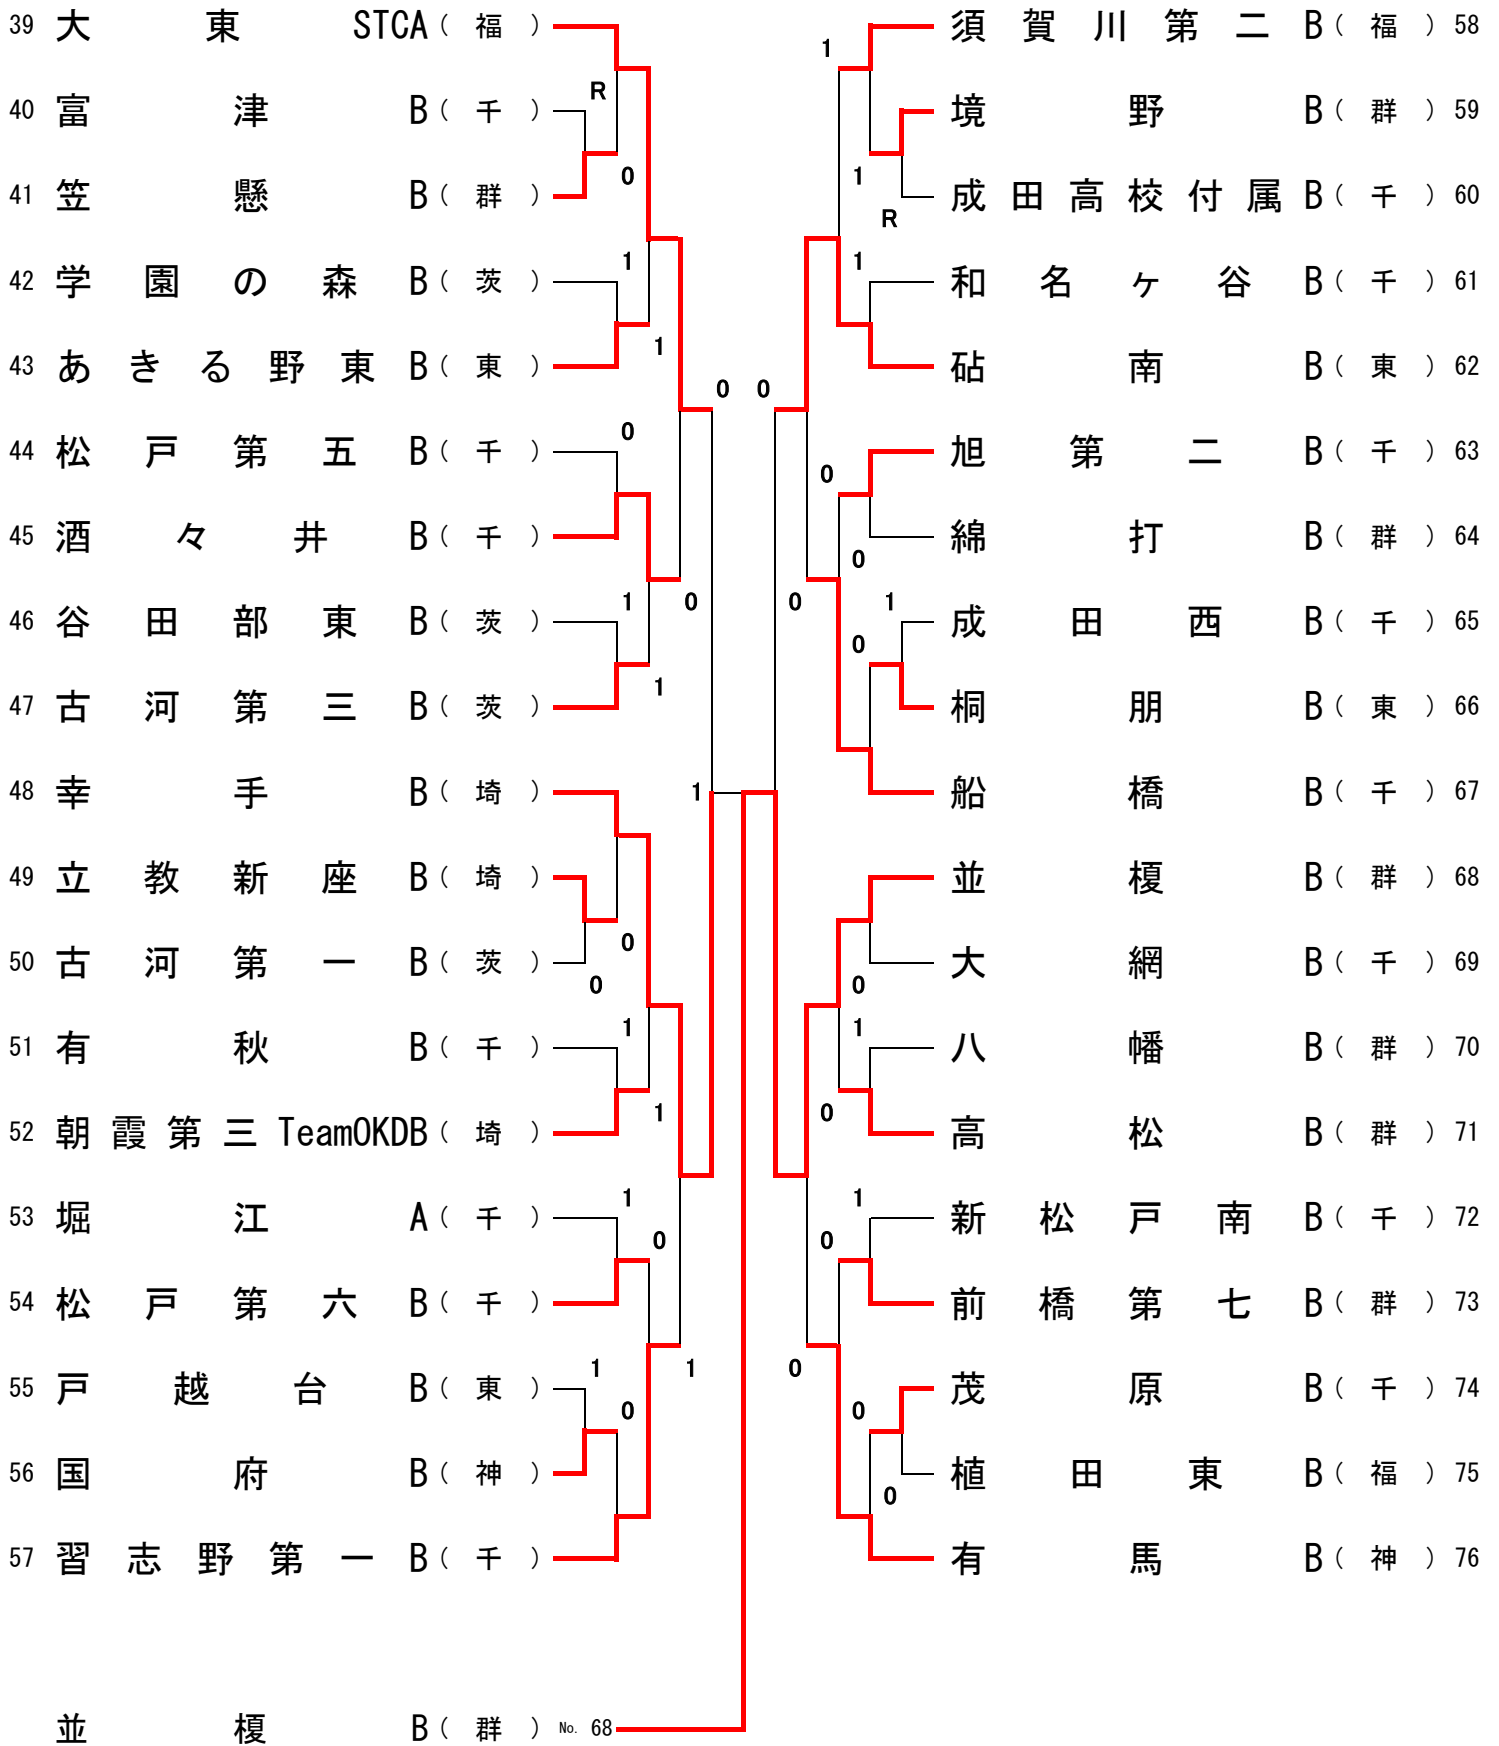 39 大東 STCA ( 福 )
R
40 富津 B ( 千 )
0
41 笠懸 B ( 群 )
1
42 学園の森 B ( 茨 )
1
43 あきる野東 B ( 東 )
0
0
44 松戸第五 B ( 千 )
45 酒々井 B ( 千 )
1 0
46 谷田部東 B ( 茨 )
1
47 古河第三 B ( 茨 )
1
48 幸手 B ( 埼 )
49 立教新座 B ( 埼 )
0
50 古河第一 B ( 茨 )
0
1
51 有秋 B ( 千 )
1
52 朝霞第三 TeamOKDB ( 埼 )
1
53 堀江 A ( 千 )
0
54 松戸第六 B ( 千 )
1 1
55 戸越台 B ( 東 )
0
56 国府 B ( 神 )
57 習志野第一 B ( 千 )
須賀川第二 B ( 福 ) 58
1
境野 B ( 群 ) 59
1
成田高校付属 B ( 千 ) 60
R
1
和名ヶ谷 B ( 千 ) 61
砧南 B ( 東 ) 62
0
旭第二 B ( 千 ) 63
0
綿打 B ( 群 ) 64
0
0 1
成田西 B ( 千 ) 65
0
桐朋 B ( 東 ) 66
船橋 B ( 千 ) 67
並榎 B ( 群 ) 68
大網 B ( 千 ) 69
0
1
八幡 B ( 群 ) 70
0
高松 B ( 群 ) 71
1
新松戸南 B ( 千 ) 72
0
前橋第七 B ( 群 ) 73
0
茂原 B ( 千 ) 74
0
植田東 B ( 福 ) 75
0
有馬 B ( 神 ) 76
並榎 B ( 群 ) No. 68